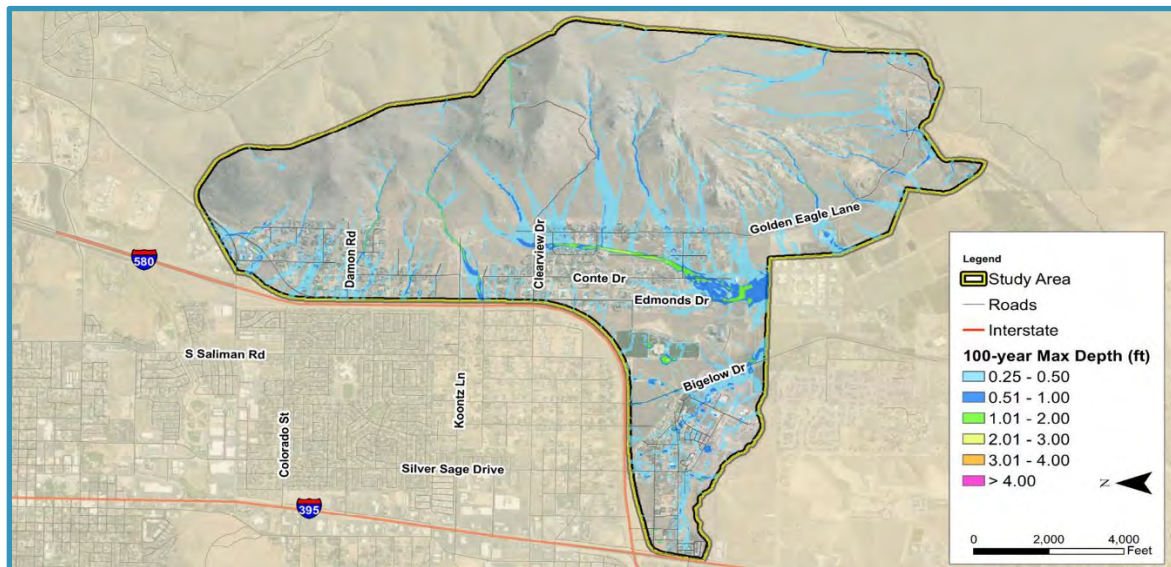 Golden Eagle Lane
Clearview Dr
Damon Rd
580
Conte Dr
Edmonds Dr
S Saliman Rd
Bigelow Dr
Koontz Ln
Colorado St
Silver Sage Drive
395
Legend
Study Area
Roads
Interstate
100-year Max Depth (ft)
0.25 - 0.50
0.51 - 1.00
1.01 - 2.00
2.01 - 3.00
3.01 - 4.00
> 4.00
N
0 2,000 4,000
Feet